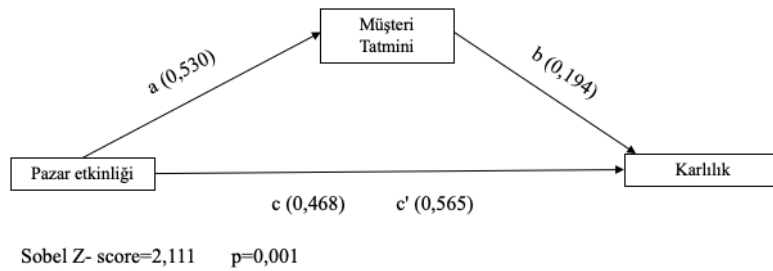 Müşteri
Tatmini
a (0,530)
b (0,194)
Pazar etkinliği
Karlılık
c (0,468) c' (0,565)
Sobel Z- score=2,111 p=0,001